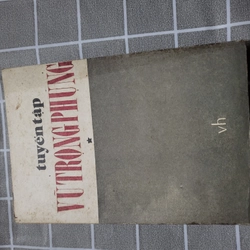 tuyển tập
VŨ TRỌNG PHỤNG
vh